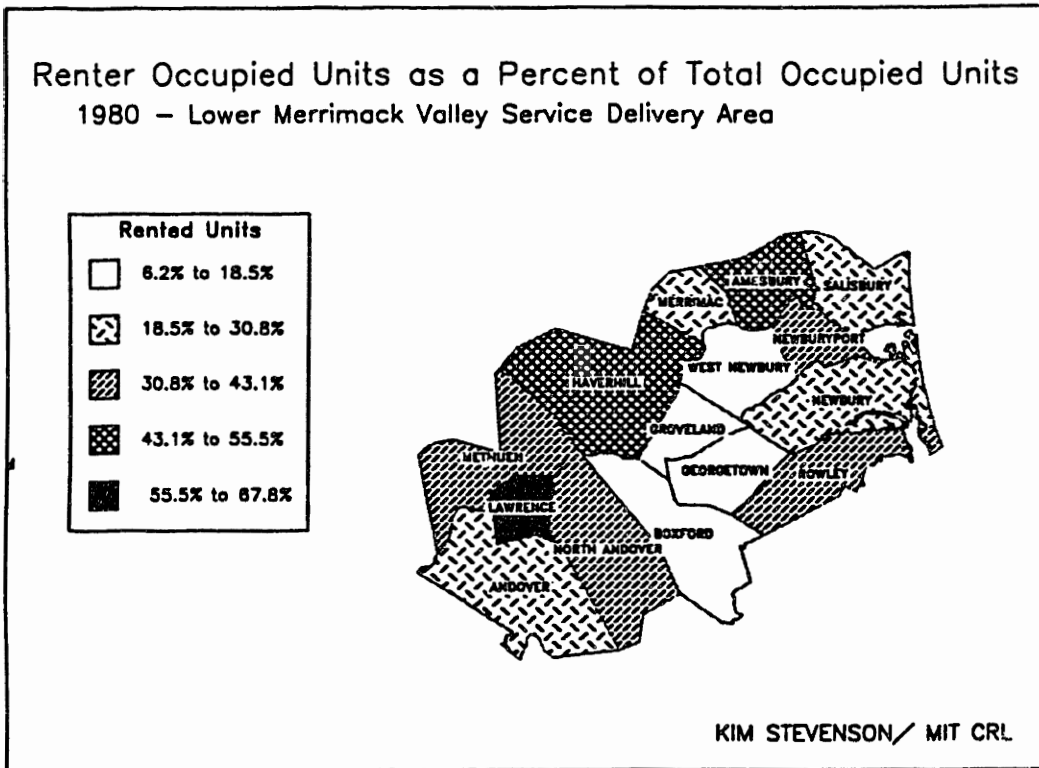 Renter Occupied Units as a Percent of Total Occupied Units
1980 – Lower Merrimack Valley Service Delivery Area
Rented Units
6.2% to 18.5%
18.5% to 30.8%
30.8% to 43.1%
43.1% to 55.5%
55.5% to 67.8%
AMESBURY
SALISBURY
MERRIMAC
NEWBURYPORT
WEST NEWBURY
HAVERHILL
NEWBURY
GROVELAND
METHUEN
GEORGETOWN
ROWLEY
LAWRENCE
BOXFORD
NORTH ANDOVER
ANDOVER
KIM STEVENSON/ MIT CRL